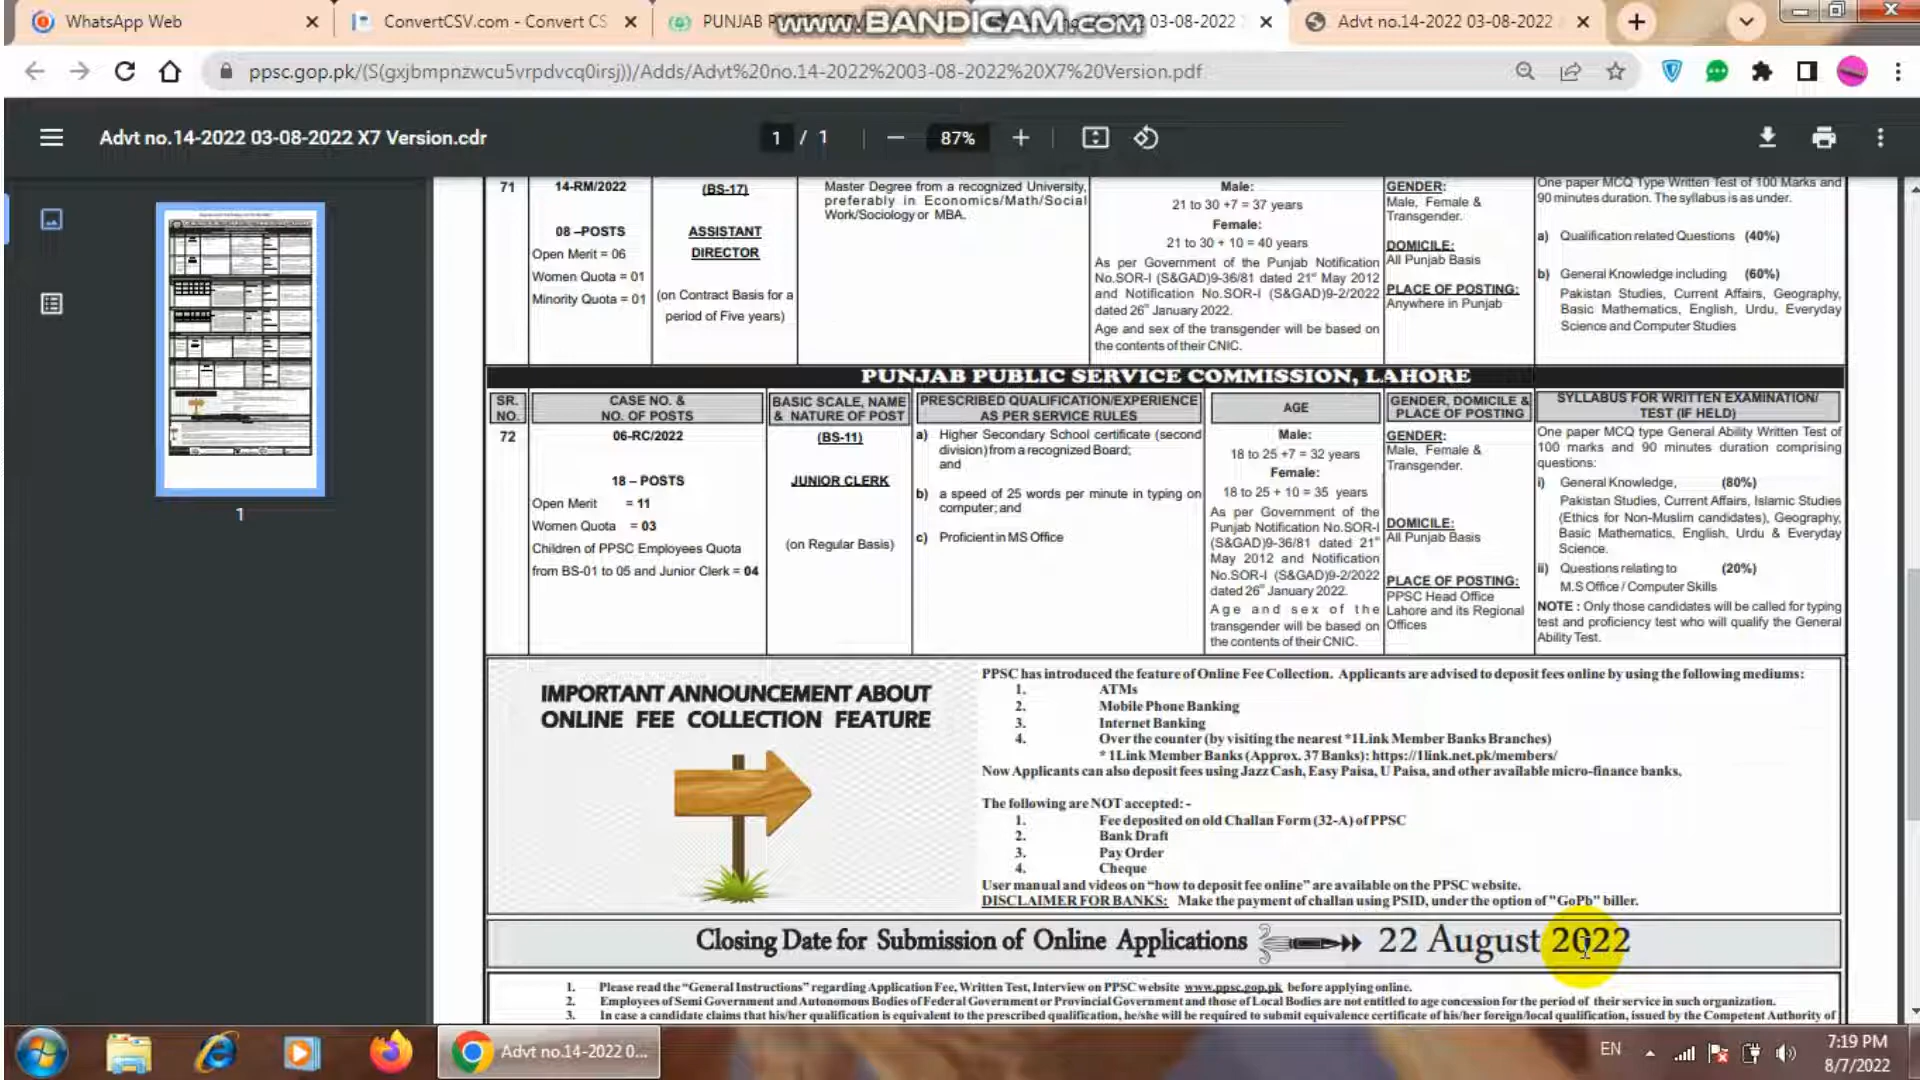 WhatsApp Web
ConvertCSV.com - Convert CS
PUNJAB P
WWW.BANDICAM.COM
03-08-2022
Advt no.14-2022 03-08-2022
ppsc.gop.pk/(S(gxjbmpnzwcu5vrpdvcq0irsj))/Adds/Advt%20no.14-2022%2003-08-2022%20X7%20Version.pdf
Advt no.14-2022 03-08-2022 X7 Version.cdr
1 / 1
87%
1
71
14-RM/2022
08 –POSTS
Open Merit = 06
Women Quota = 01
Minority Quota = 01
(BS-17)
ASSISTANT
DIRECTOR
(on Contract Basis for a
period of Five years)
Master Degree from a recognized University,
preferably in Economics/Math/Social
Work/Sociology or MBA.
Male:
21 to 30 +7 = 37 years
Female:
21 to 30 + 10 = 40 years
As per Government of the Punjab Notification
No.SOR-I (S&GAD)9-36/81 dated 21st May 2012
and Notification No.SOR-I (S&GAD)9-2/2022
dated 26th January 2022.
Age and sex of the transgender will be based on
the contents of their CNIC.
GENDER:
Male, Female &
Transgender.
DOMICILE:
All Punjab Basis
PLACE OF POSTING:
Anywhere in Punjab
One paper MCQ Type Written Test of 100 Marks and
90 minutes duration. The syllabus is as under.
a) Qualification related Questions (40%)
b) General Knowledge including (60%)
Pakistan Studies, Current Affairs, Geography,
Basic Mathematics, English, Urdu, Everyday
Science and Computer Studies
PUNJAB PUBLIC SERVICE COMMISSION, LAHORE
SR.
NO.
CASE NO. &
NO. OF POSTS
BASIC SCALE, NAME
& NATURE OF POST
PRESCRIBED QUALIFICATION/EXPERIENCE
AS PER SERVICE RULES
AGE
GENDER, DOMICILE &
PLACE OF POSTING
SYLLABUS FOR WRITTEN EXAMINATION/
TEST (IF HELD)
72
06-RC/2022
18 – POSTS
Open Merit = 11
Women Quota = 03
Children of PPSC Employees Quota
from BS-01 to 05 and Junior Clerk = 04
(BS-11)
JUNIOR CLERK
(on Regular Basis)
a) Higher Secondary School certificate (second
division) from a recognized Board;
and
b) a speed of 25 words per minute in typing on
computer; and
c) Proficient in MS Office
Male:
18 to 25 +7 = 32 years
Female:
18 to 25 + 10 = 35 years
As per Government of the
Punjab Notification No.SOR-I
(S&GAD)9-36/81 dated 21st
May 2012 and Notification
No.SOR-I (S&GAD)9-2/2022
dated 26th January 2022.
Age and sex of the
transgender will be based on
the contents of their CNIC.
GENDER:
Male, Female &
Transgender.
DOMICILE:
All Punjab Basis
PLACE OF POSTING:
PPSC Head Office
Lahore and its Regional
Offices
One paper MCQ type General Ability Written Test of
100 marks and 90 minutes duration comprising
questions:
i) General Knowledge, (80%)
Pakistan Studies, Current Affairs, Islamic Studies
(Ethics for Non-Muslim candidates), Geography,
Basic Mathematics, English, Urdu & Everyday
Science.
ii) Questions relating to (20%)
M.S Office / Computer Skills
NOTE : Only those candidates will be called for typing
test and proficiency test who will qualify the General
Ability Test.
IMPORTANT ANNOUNCEMENT ABOUT
ONLINE FEE COLLECTION FEATURE
PPSC has introduced the feature of Online Fee Collection. Applicants are advised to deposit fees online by using the following mediums:
1. ATMs
2. Mobile Phone Banking
3. Internet Banking
4. Over the counter (by visiting the nearest *1Link Member Banks Branches)
* 1Link Member Banks (Approx. 37 Banks): https://1link.net.pk/members/
Now Applicants can also deposit fees using Jazz Cash, Easy Paisa, U Paisa, and other available micro-finance banks.
The following are NOT accepted: -
1. Fee deposited on old Challan Form (32-A) of PPSC
2. Bank Draft
3. Pay Order
4. Cheque
User manual and videos on "how to deposit fee online" are available on the PPSC website.
DISCLAIMER FOR BANKS: Make the payment of challan using PSID, under the option of "GoPb" biller.
Closing Date for Submission of Online Applications 22 August 2022
1. Please read the "General Instructions" regarding Application Fee, Written Test, Interview on PPSC website www.ppsc.gop.pk before applying online.
2. Employees of Semi Government and Autonomous Bodies of Federal Government or Provincial Government and those of Local Bodies are not entitled to age concession for the period of their service in such organization.
3. In case a candidate claims that his/her qualification is equivalent to the prescribed qualification, he/she will be required to submit equivalence certificate of his/her foreign/local qualification, issued by the Competent Authority of
Advt no.14-2022 0...
EN
7:19 PM
8/7/2022